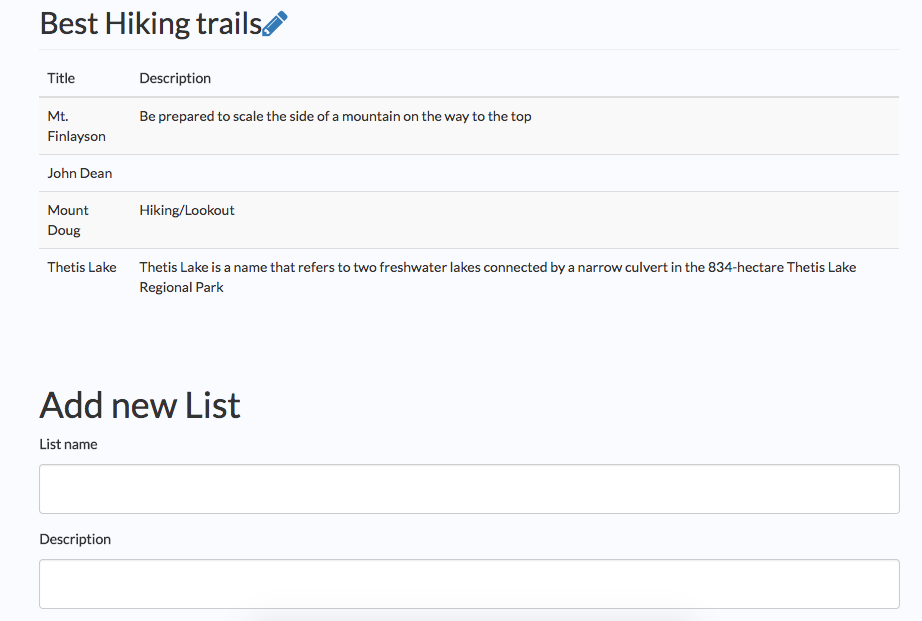 Best Hiking trails
Title Description
Mt. Be prepared to scale the side of a mountain on the way to the top
Finlayson
John Dean
Mount Hiking/Lookout
Doug
Thetis Lake Thetis Lake is a name that refers to two freshwater lakes connected by a narrow culvert in the 834-hectare Thetis Lake
Regional Park
Add new List
List name
Description